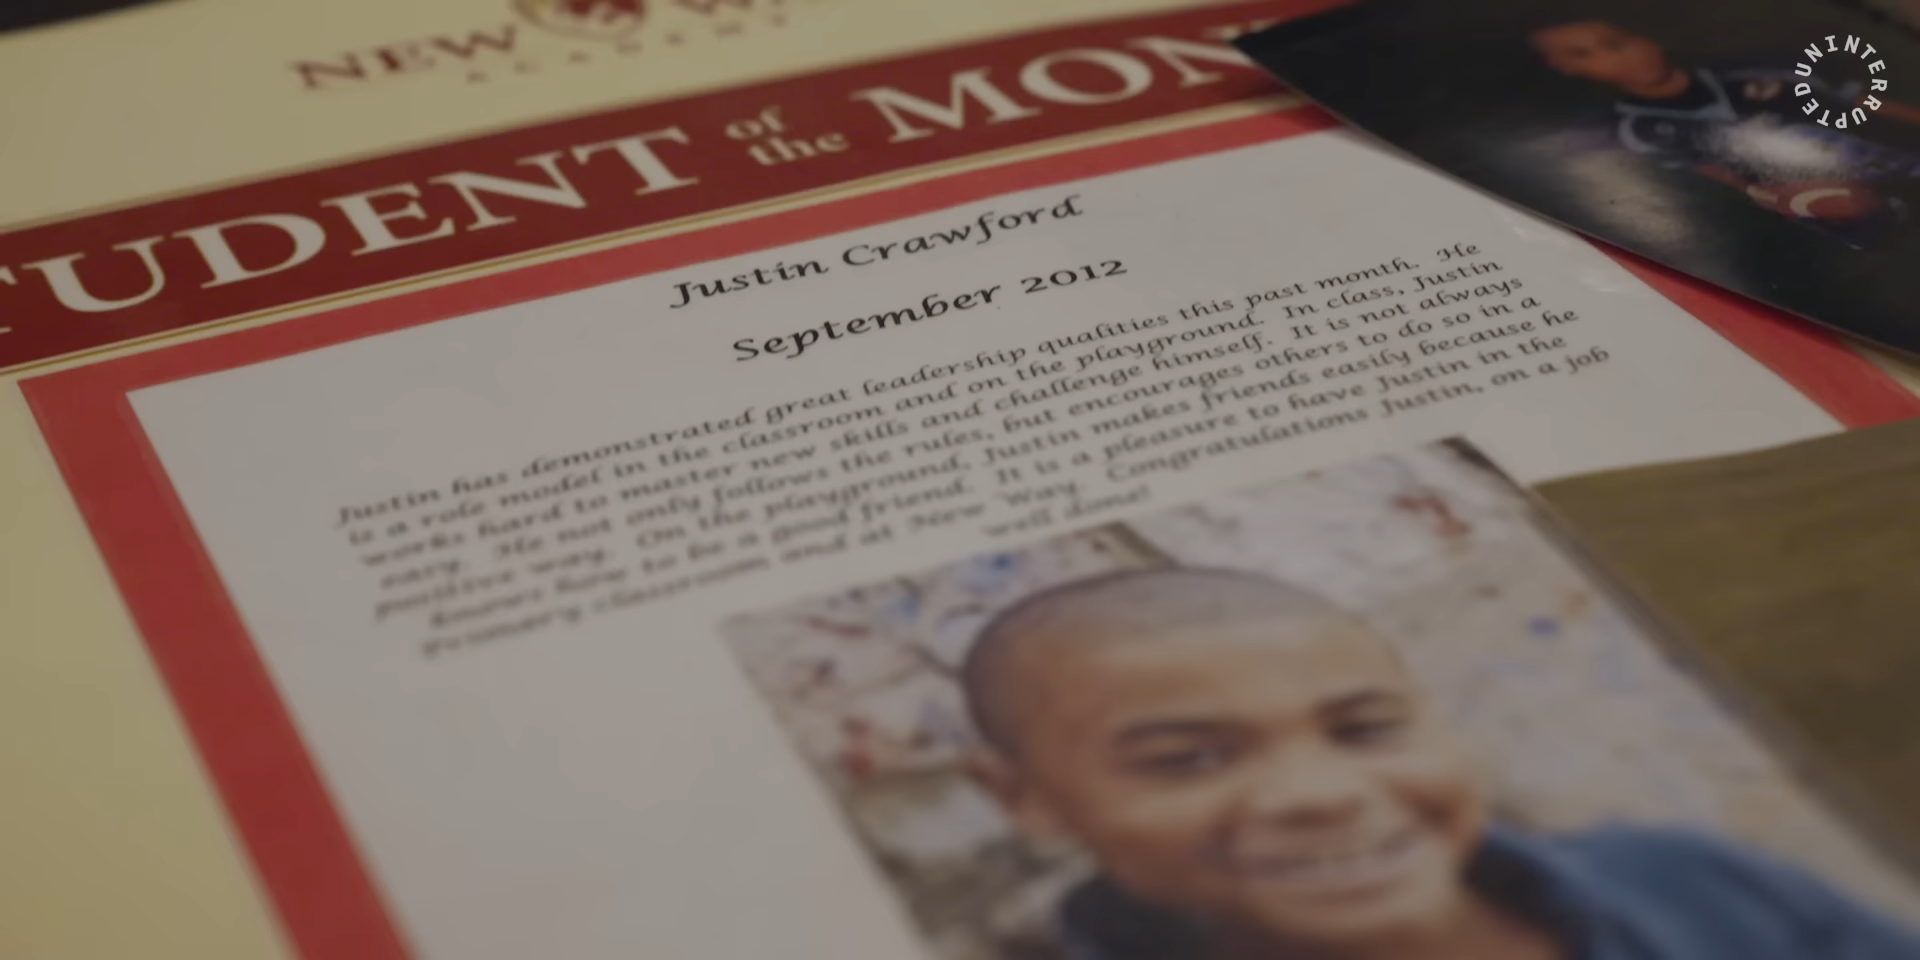 NEW W
ACADEM
TUDENT of the MON
Justin Crawford
September 2012
Justin has demonstrated great leadership qualities this past month. He
is a role model in the classroom and on the playground. In class, Justin
works hard to master new skills and challenge himself. It is not always
easy. He not only follows the rules, but encourages others to do so in a
positive way. On the playground, Justin makes friends easily because he
knows how to be a good friend. It is a pleasure to have Justin in the
Primary classroom and at New Way. Congratulations Justin, on a job
well done!
UNINTERRUPTED